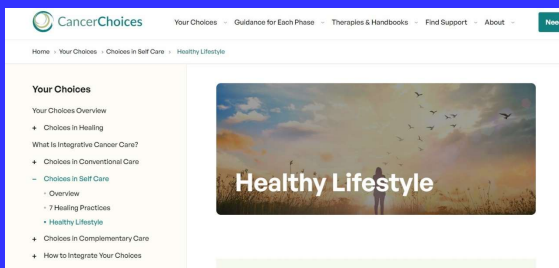 CancerChoices
Your Choices Guidance for Each Phase Therapies & Handbooks Find Support About
Home › Your Choices › Choices in Self Care › Healthy Lifestyle
Your Choices
Your Choices Overview
+ Choices in Healing
What Is Integrative Cancer Care?
+ Choices in Conventional Care
– Choices in Self Care
• Overview
• 7 Healing Practices
• Healthy Lifestyle
+ Choices in Complementary Care
+ How to Integrate Your Choices
Healthy Lifestyle